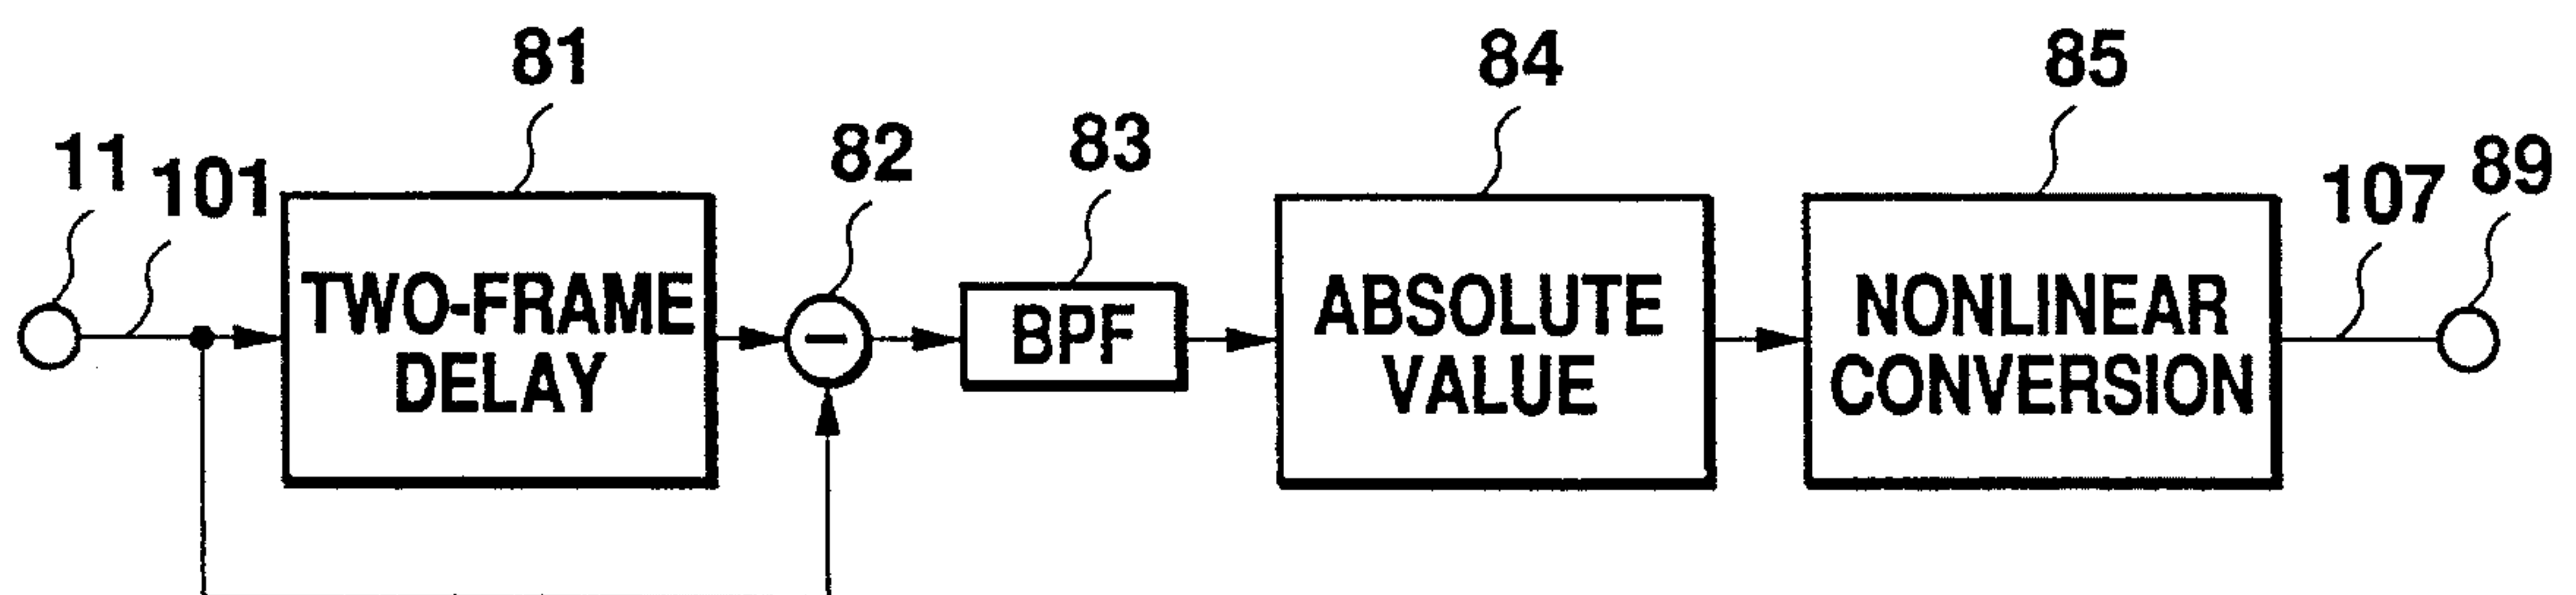 81
84
85
11
101
82
83
107
89
TWO-FRAME
DELAY
−
BPF
ABSOLUTE
VALUE
NONLINEAR
CONVERSION